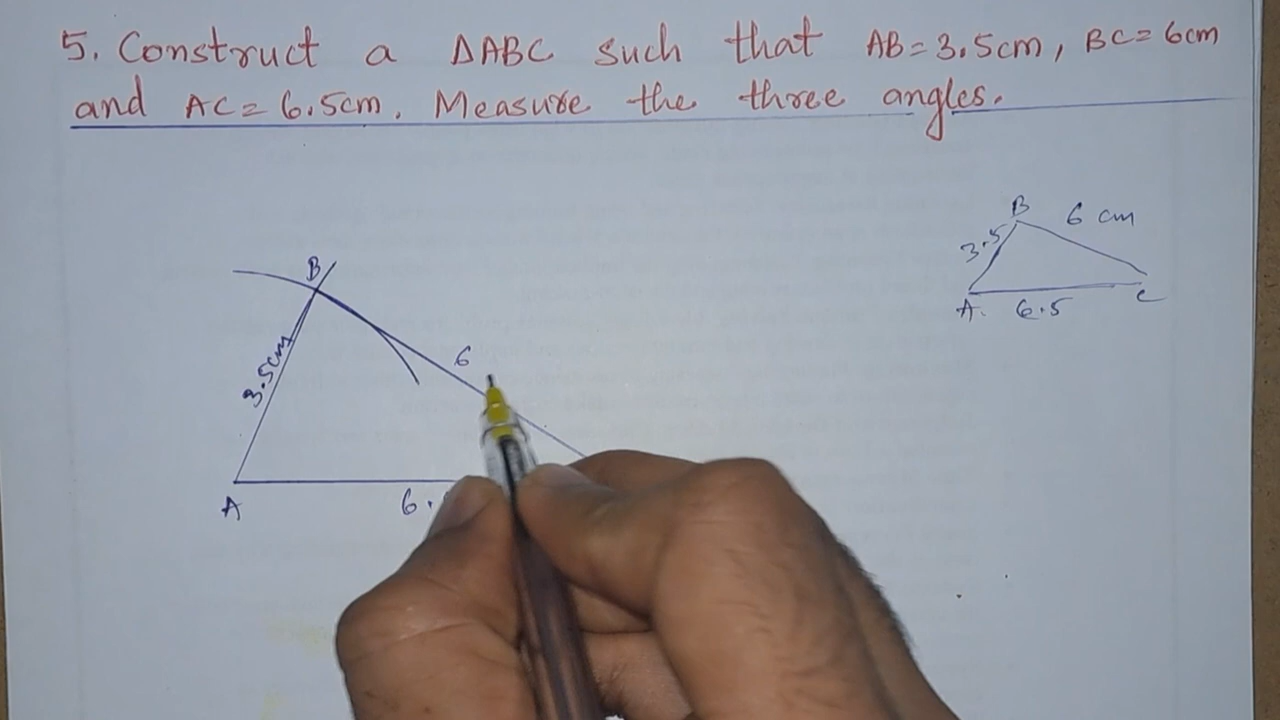 5. Construct a ΔABC such that AB=3.5cm, BC=6cm
and AC=6.5cm. Measure the three angles.
B 6 cm
3.5
A. 6.5 C
B
3.5cm 6
A 6.